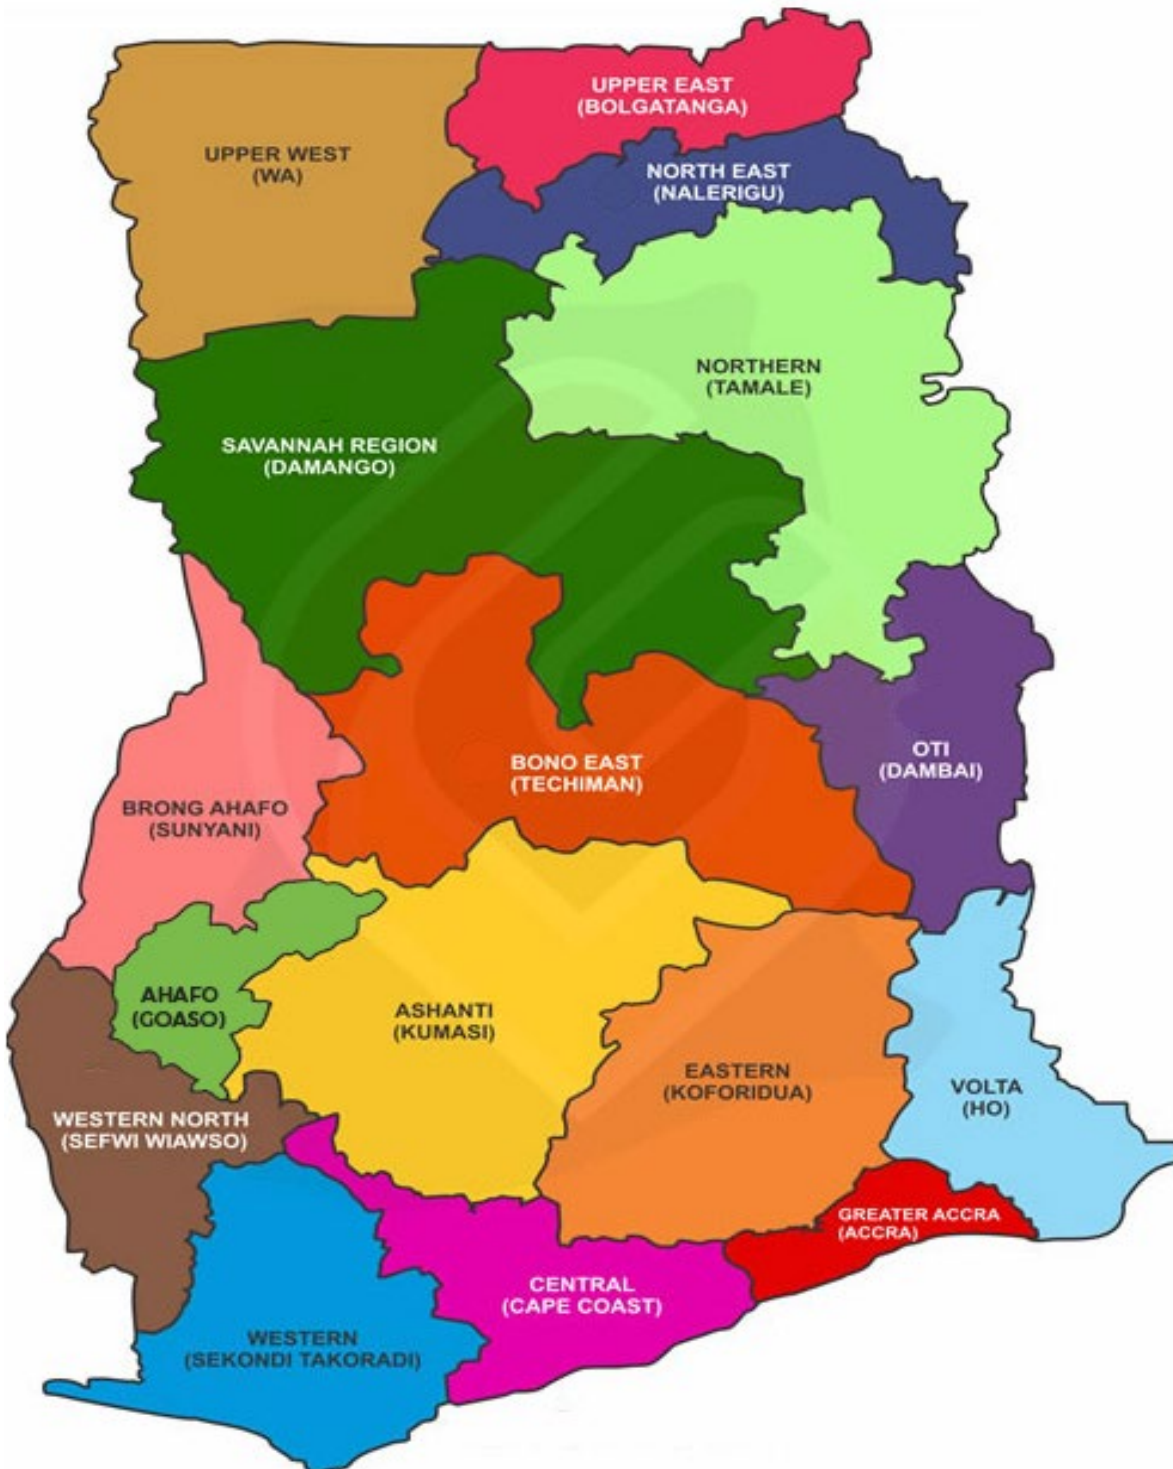 UPPER EAST
(BOLGATANGA)
UPPER WEST
(WA)
NORTH EAST
(NALERIGU)
NORTHERN
(TAMALE)
SAVANNAH REGION
(DAMANGO)
OTI
(DAMBAI)
BONO EAST
(TECHIMAN)
BRONG AHAFO
(SUNYANI)
AHAFO
(GOASO)
ASHANTI
(KUMASI)
EASTERN
(KOFORIDUA)
VOLTA
(HO)
WESTERN NORTH
(SEFWI WIAWSO)
GREATER ACCRA
(ACCRA)
CENTRAL
(CAPE COAST)
WESTERN
(SEKONDI TAKORADI)